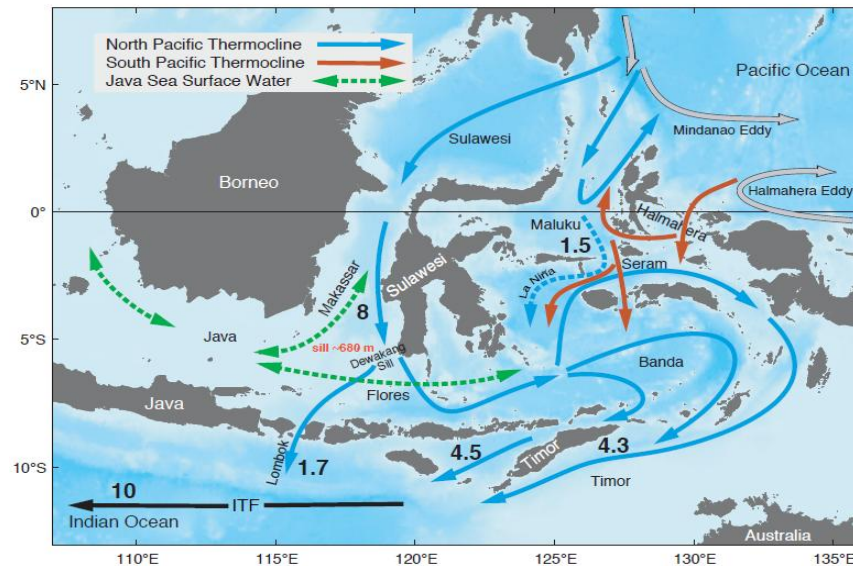 North Pacific Thermocline
South Pacific Thermocline
Java Sea Surface Water
Pacific Ocean
5°N
Sulawesi
Mindanao Eddy
Borneo
Halmahera Eddy
0°
Halmahera
Maluku
1.5
Makassar
Sulawesi
Seram
La Niña
8
Java
5°S
sill ~680 m
Dewakang
Sill
Banda
Flores
Java
4.5
4.3
Timor
Lombok
1.7
10°S
Timor
10
ITF
Indian Ocean
Australia
110°E
115°E
120°E
125°E
130°E
135°E